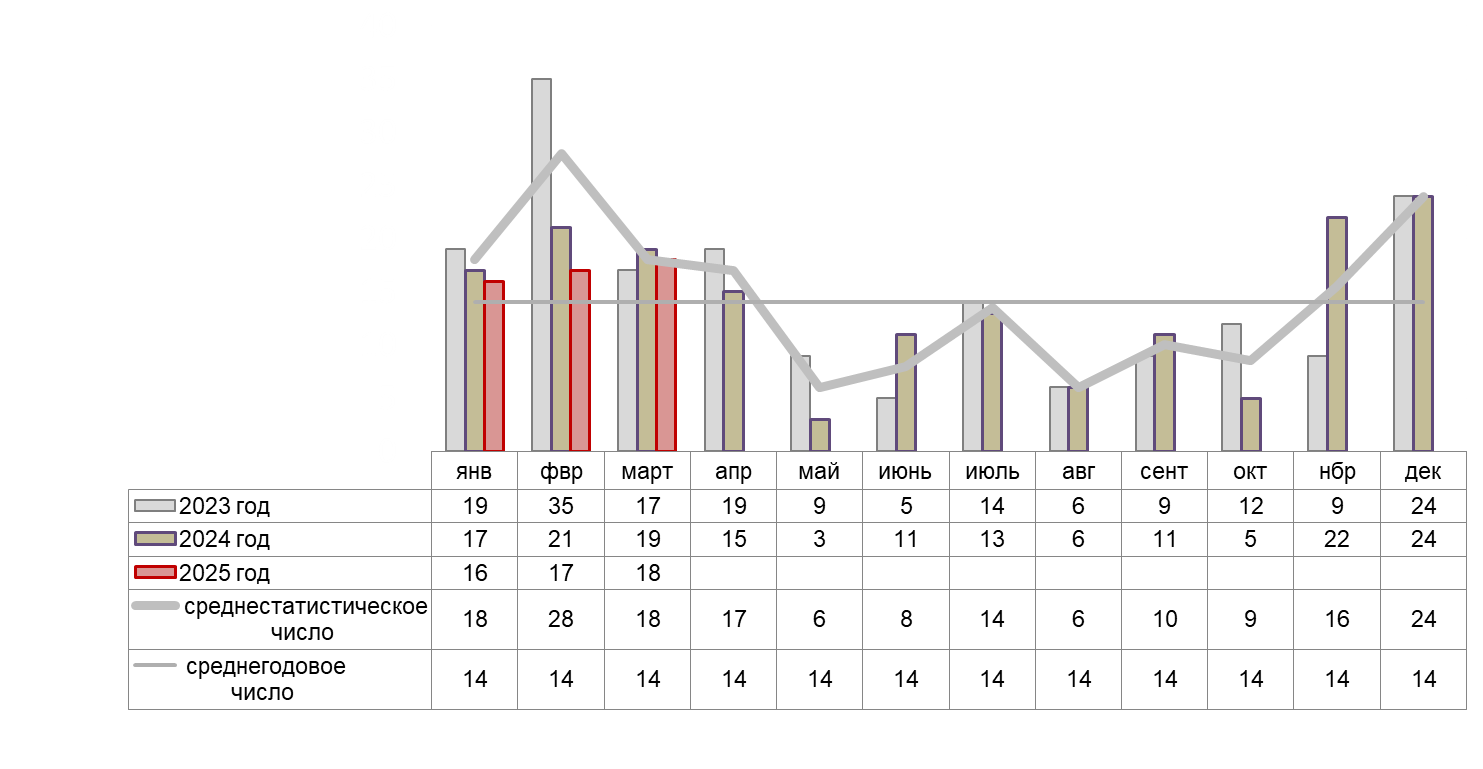 янв фвр март апр май июнь июль авг сент окт нбр дек
2023 год 19 35 17 19 9 5 14 6 9 12 9 24
2024 год 17 21 19 15 3 11 13 6 11 5 22 24
2025 год 16 17 18
среднестатистическое
число 18 28 18 17 6 8 14 6 10 9 16 24
среднегодовое
число 14 14 14 14 14 14 14 14 14 14 14 14